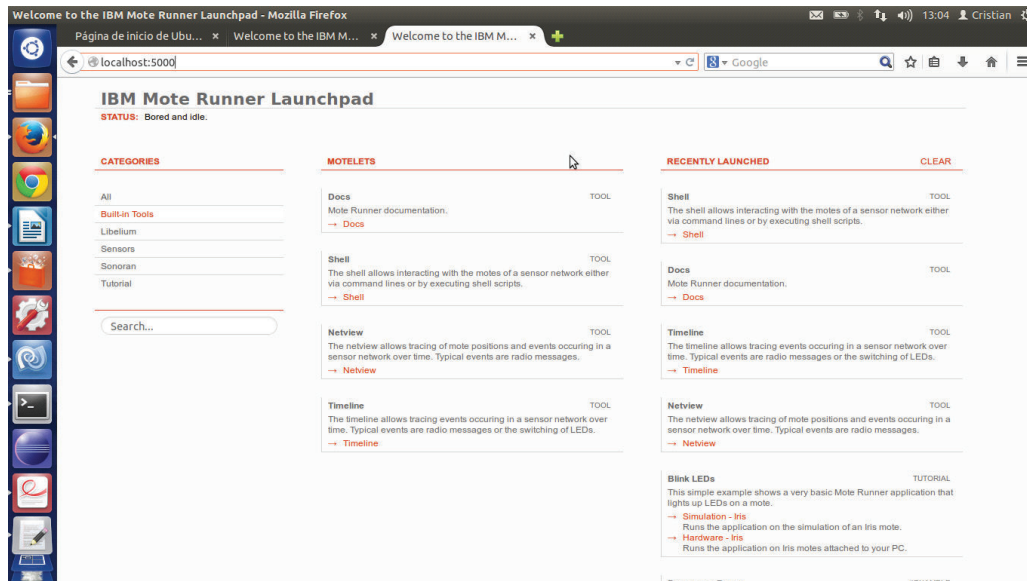 Welcome to the IBM Mote Runner Launchpad - Mozilla Firefox
13:04 Cristian
Página de inicio de Ubu... × Welcome to the IBM M... × Welcome to the IBM M... ×
localhost:5000
Google
IBM Mote Runner Launchpad
STATUS: Bored and idle.
CATEGORIES
All
Built-in Tools
Libelium
Sensors
Sonoran
Tutorial
Search...
MOTELETS
Docs TOOL
Mote Runner documentation.
→ Docs
Shell TOOL
The shell allows interacting with the motes of a sensor network either
via command lines or by executing shell scripts.
→ Shell
Netview TOOL
The netview allows tracing of mote positions and events occuring in a
sensor network over time. Typical events are radio messages.
→ Netview
Timeline TOOL
The timeline allows tracing events occuring in a sensor network over
time. Typical events are radio messages or the switching of LEDs.
→ Timeline
RECENTLY LAUNCHED CLEAR
Shell TOOL
The shell allows interacting with the motes of a sensor network either
via command lines or by executing shell scripts.
→ Shell
Docs TOOL
Mote Runner documentation.
→ Docs
Timeline TOOL
The timeline allows tracing events occuring in a sensor network over
time. Typical events are radio messages or the switching of LEDs.
→ Timeline
Netview TOOL
The netview allows tracing of mote positions and events occuring in a
sensor network over time. Typical events are radio messages.
→ Netview
Blink LEDs TUTORIAL
This simple example shows a very basic Mote Runner application that
lights up LEDs on a mote.
→ Simulation - Iris
Runs the application on the simulation of an Iris mote.
→ Hardware - Iris
Runs the application on Iris motes attached to your PC.